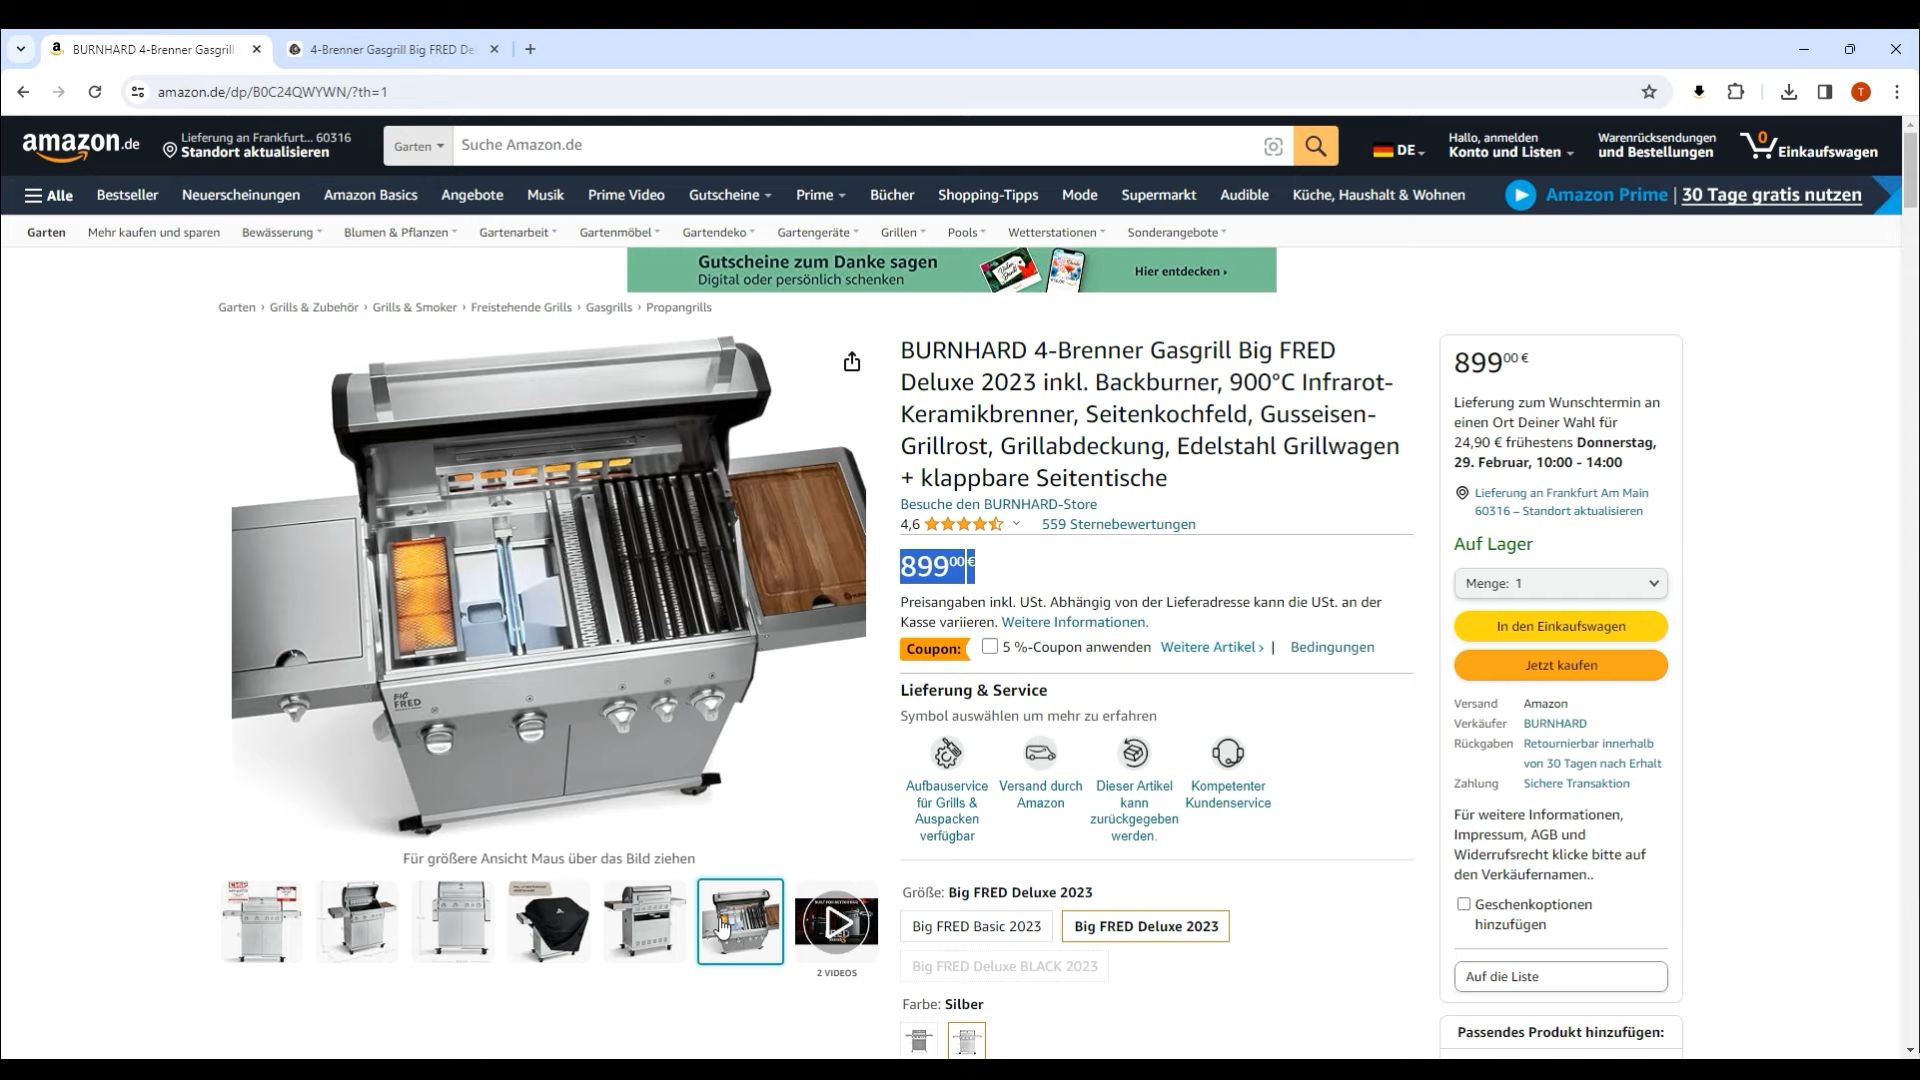 BURNHARD 4-Brenner Gasgrill
4-Brenner Gasgrill Big FRED De
amazon.de/dp/B0C24QWYWN/?th=1
T
amazon.de
Lieferung an Frankfurt... 60316
Standort aktualisieren
Garten
Suche Amazon.de
DE
Hallo, anmelden
Konto und Listen
Warenrücksendungen
und Bestellungen
0
Einkaufswagen
Alle
Bestseller
Neuerscheinungen
Amazon Basics
Angebote
Musik
Prime Video
Gutscheine
Prime
Bücher
Shopping-Tipps
Mode
Supermarkt
Audible
Küche, Haushalt & Wohnen
Amazon Prime | 30 Tage gratis nutzen
Garten
Mehr kaufen und sparen
Bewässerung
Blumen & Pflanzen
Gartenarbeit
Gartenmöbel
Gartendeko
Gartengeräte
Grillen
Pools
Wetterstationen
Sonderangebote
Gutscheine zum Danke sagen
Digital oder persönlich schenken
Hier entdecken ›
Garten › Grills & Zubehör › Grills & Smoker › Freistehende Grills › Gasgrills › Propangrills
BIG
FRED
Für größere Ansicht Maus über das Bild ziehen
CHIP
2 VIDEOS
BURNHARD 4-Brenner Gasgrill Big FRED
Deluxe 2023 inkl. Backburner, 900°C Infrarot-
Keramikbrenner, Seitenkochfeld, Gusseisen-
Grillrost, Grillabdeckung, Edelstahl Grillwagen
+ klappbare Seitentische
Besuche den BURNHARD-Store
4,6
559 Sternebewertungen
899 00 €
Preisangaben inkl. USt. Abhängig von der Lieferadresse kann die USt. an der
Kasse variieren. Weitere Informationen.
Coupon: 5 %-Coupon anwenden Weitere Artikel › | Bedingungen
Lieferung & Service
Symbol auswählen um mehr zu erfahren
Aufbauservice
für Grills &
Auspacken
verfügbar
Versand durch
Amazon
Dieser Artikel
kann
zurückgegeben
werden.
Kompetenter
Kundenservice
Größe: Big FRED Deluxe 2023
Big FRED Basic 2023
Big FRED Deluxe 2023
Big FRED Deluxe BLACK 2023
Farbe: Silber
899 00 €
Lieferung zum Wunschtermin an
einen Ort Deiner Wahl für
24,90 € frühestens Donnerstag,
29. Februar, 10:00 - 14:00
Lieferung an Frankfurt Am Main
60316 – Standort aktualisieren
Auf Lager
Menge: 1
In den Einkaufswagen
Jetzt kaufen
Versand Amazon
Verkäufer BURNHARD
Rückgaben Retournierbar innerhalb
von 30 Tagen nach Erhalt
Zahlung Sichere Transaktion
Für weitere Informationen,
Impressum, AGB und
Widerrufsrecht klicke bitte auf
den Verkäufernamen..
Geschenkoptionen
hinzufügen
Auf die Liste
Passendes Produkt hinzufügen: